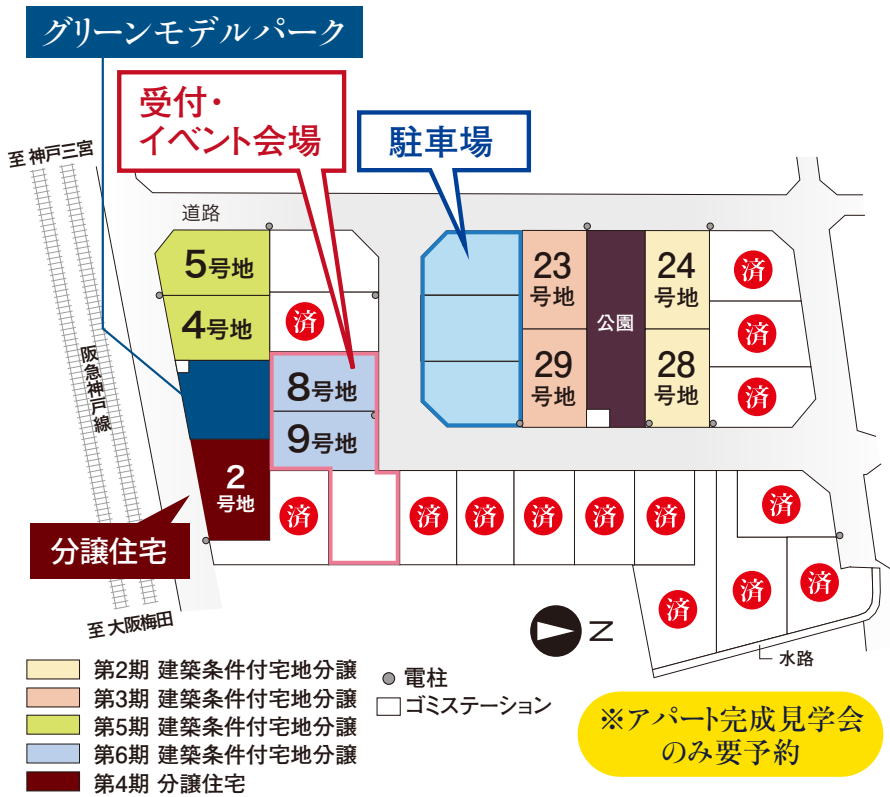 グリーンモデルパーク
受付・
イベント会場
駐車場
至 神戸三宮
道路
5号地
4号地
済
8号地
9号地
23
号地
29
号地
公園
24
号地
28
号地
済
済
済
阪急神戸線
2
号地
分譲住宅
済
済
済
済
済
済
済
済
済
済
至 大阪梅田
N
水路
第2期 建築条件付宅地分譲
第3期 建築条件付宅地分譲
第5期 建築条件付宅地分譲
第6期 建築条件付宅地分譲
第4期 分譲住宅
電柱
ゴミステーション
※アパート完成見学会
のみ要予約